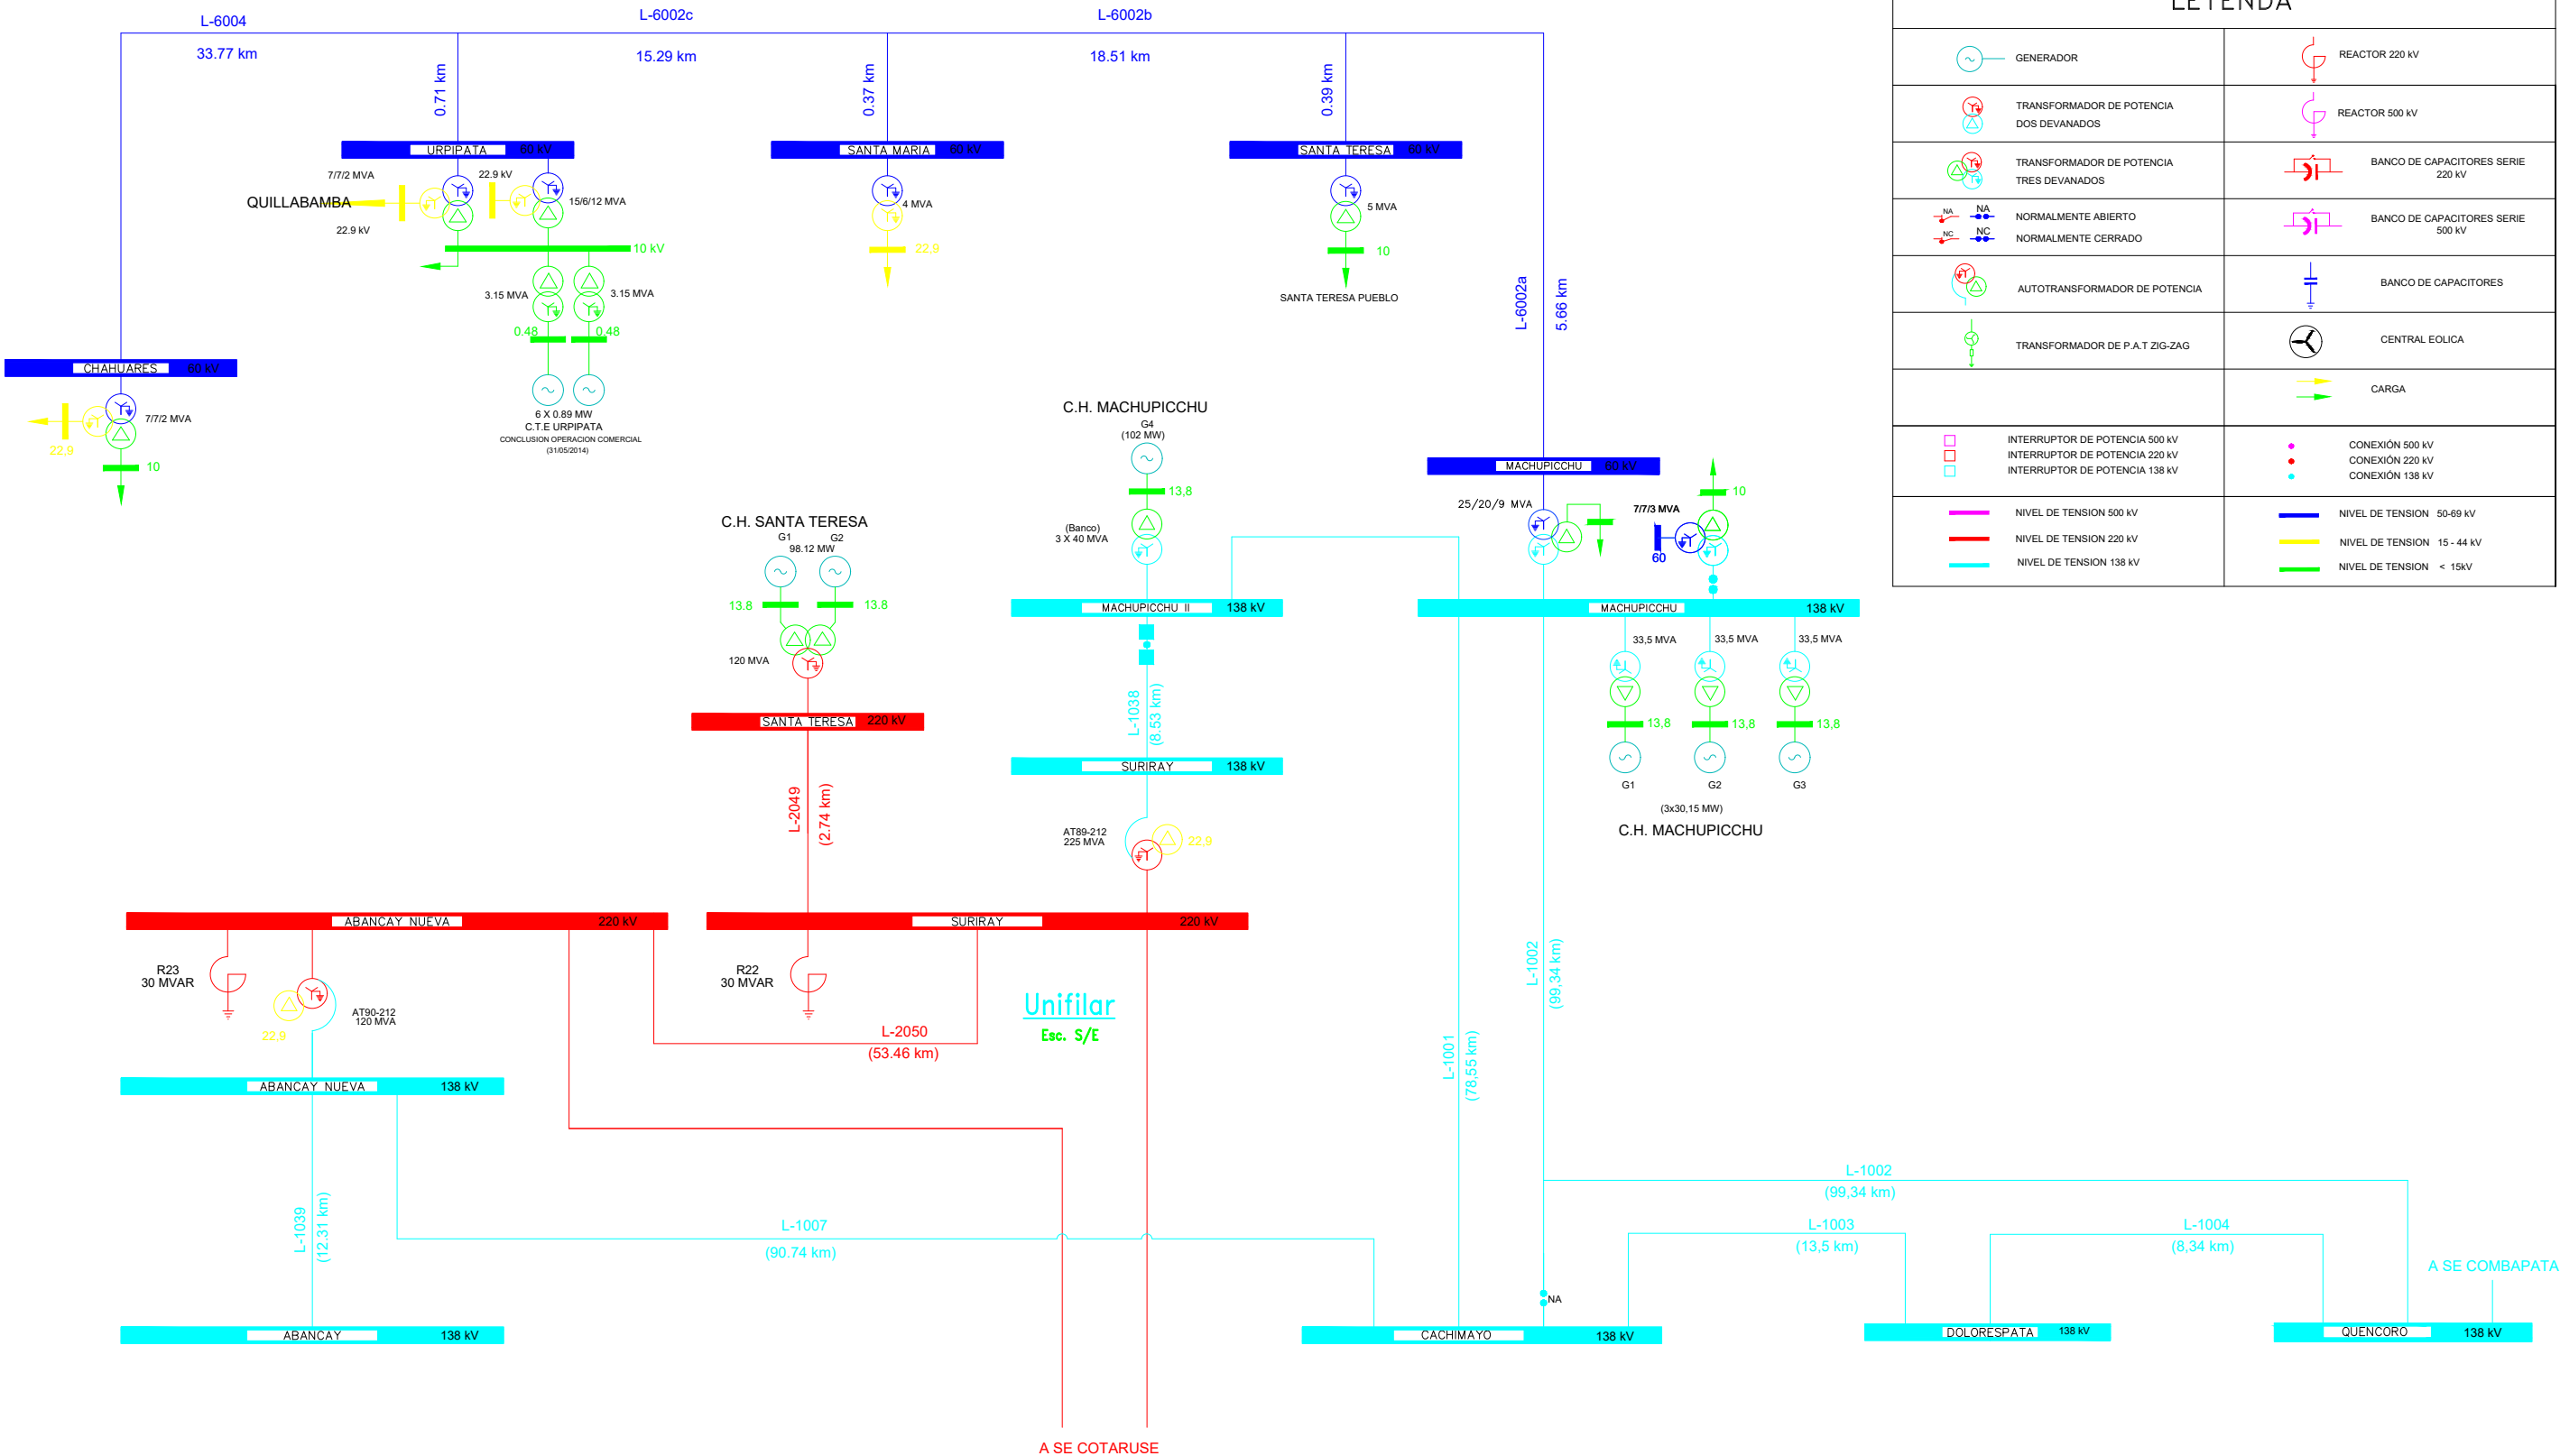 L-6004
L-6002c
L-6002b
33.77 km
15.29 km
18.51 km
0.71 km
0.37 km
0.39 km
URPIPATA 60 kV
SANTA MARIA 60 kV
SANTA TERESA 60 kV
7/7/2 MVA
22.9 kV
QUILLABAMBA
15/6/12 MVA
22.9 kV
10 kV
3.15 MVA
3.15 MVA
0.48
0.48
6 X 0.89 MW
C.T.E URPIPATA
CONCLUSION OPERACION COMERCIAL
(31/05/2014)
4 MVA
22,9
5 MVA
10
SANTA TERESA PUEBLO
L-6002a
5.66 km
CHAHUARES 60 kV
7/7/2 MVA
22.9
10
C.H. MACHUPICCHU
G4
(102 MW)
13,8
(Banco)
3 X 40 MVA
MACHUPICCHU 60 kV
25/20/9 MVA
7/7/3 MVA
10
60
C.H. SANTA TERESA
G1 G2
98.12 MW
13.8
13.8
120 MVA
MACHUPICCHU II 138 kV
MACHUPICCHU 138 kV
33,5 MVA
33,5 MVA
33,5 MVA
13,8
13,8
13,8
G1
G2
G3
(3x30,15 MW)
C.H. MACHUPICCHU
SANTA TERESA 220 kV
L-1038
(8.53 km)
SURIRAY 138 kV
L-2049
(2.74 km)
AT89-212
225 MVA
22.9
ABANCAY NUEVA 220 kV
SURIRAY 220 kV
R23
30 MVAR
AT90-212
120 MVA
22,9
R22
30 MVAR
Unifilar
Esc. S/E
L-2050
(53.46 km)
L-1002
(99,34 km)
L-1001
(78,55 km)
ABANCAY NUEVA 138 kV
L-1039
(12.31 km)
L-1007
(90.74 km)
L-1002
(99,34 km)
L-1003
(13,5 km)
L-1004
(8,34 km)
A SE COMBAPATA
NA
ABANCAY 138 kV
CACHIMAYO 138 kV
DOLORESPATA 138 kV
QUENCORO 138 kV
A SE COTARUSE
LEYENDA
GENERADOR
REACTOR 220 kV
TRANSFORMADOR DE POTENCIA
DOS DEVANADOS
REACTOR 500 kV
TRANSFORMADOR DE POTENCIA
TRES DEVANADOS
BANCO DE CAPACITORES SERIE
220 kV
NA NA NORMALMENTE ABIERTO
NC NC NORMALMENTE CERRADO
BANCO DE CAPACITORES SERIE
500 kV
AUTOTRANSFORMADOR DE POTENCIA
BANCO DE CAPACITORES
TRANSFORMADOR DE P.A.T ZIG-ZAG
CENTRAL EOLICA
CARGA
INTERRUPTOR DE POTENCIA 500 kV
INTERRUPTOR DE POTENCIA 220 kV
INTERRUPTOR DE POTENCIA 138 kV
CONEXIÓN 500 kV
CONEXIÓN 220 kV
CONEXIÓN 138 kV
NIVEL DE TENSION 500 kV
NIVEL DE TENSION 220 kV
NIVEL DE TENSION 138 kV
NIVEL DE TENSION 50-69 kV
NIVEL DE TENSION 15 - 44 kV
NIVEL DE TENSION < 15kV